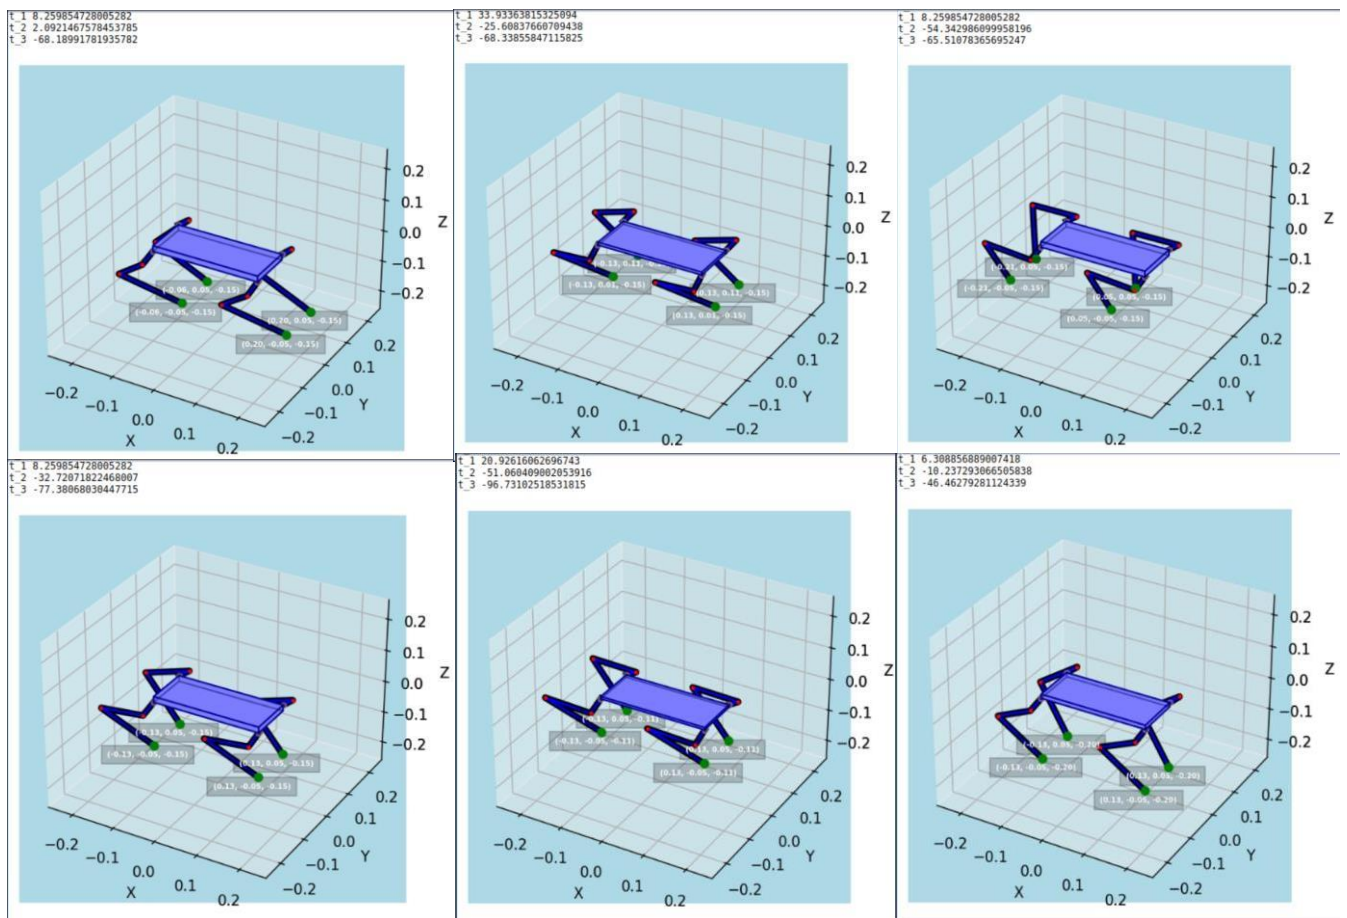 t_1 8.259854728005282
t_2 2.0921467578453785
t_3 -68.18991781935782
0.2
0.1
0.0
-0.1
-0.2
Z
(-0.06, 0.05, -0.15)
(-0.06, -0.05, -0.15)
(0.20, 0.05, -0.15)
(0.20, -0.05, -0.15)
0.2
0.1
0.0
-0.1
-0.2
Y
-0.2
-0.1
0.0
0.1
0.2
X
t_1 33.93363815325094
t_2 -25.60837660709438
t_3 -68.33855847115825
0.2
0.1
0.0
-0.1
-0.2
Z
(-0.13, 0.11,
(-0.13, 0.01, -0.15)
(0.13, 0.11, -0.15)
(0.13, 0.01, -0.15)
0.2
0.1
0.0
-0.1
-0.2
Y
-0.2
-0.1
0.0
0.1
0.2
X
t_1 8.259854728005282
t_2 -54.342986099958196
t_3 -65.51078365695247
0.2
0.1
0.0
-0.1
-0.2
Z
(-0.21, 0.05, -0.15)
(-0.21, -0.05, -0.15)
(0.05, 0.05, -0.15)
(0.05, -0.05, -0.15)
0.2
0.1
0.0
-0.1
-0.2
Y
-0.2
-0.1
0.0
0.1
0.2
X
t_1 8.259854728005282
t_2 -32.72071822468007
t_3 -77.38068030447715
0.2
0.1
0.0
-0.1
-0.2
Z
(-0.13, 0.05, -0.15)
(-0.13, -0.05, -0.15)
(0.13, 0.05, -0.15)
(0.13, -0.05, -0.15)
0.2
0.1
0.0
-0.1
-0.2
Y
-0.2
-0.1
0.0
0.1
0.2
X
t_1 20.92616062696743
t_2 -51.060409002053916
t_3 -96.73102518531815
0.2
0.1
0.0
-0.1
-0.2
Z
(-0.13, 0.05, -0.11)
(-0.13, -0.05, -0.11)
(0.13, 0.05, -0.11)
(0.13, -0.05, -0.11)
0.2
0.1
0.0
-0.1
-0.2
Y
-0.2
-0.1
0.0
0.1
0.2
X
t_1 6.308856889007418
t_2 -10.237293066505838
t_3 -46.46279281124339
0.2
0.1
0.0
-0.1
-0.2
Z
(-0.13, 0.05, -0.20)
(-0.13, -0.05, -0.20)
(0.13, 0.05, -0.20)
(0.13, -0.05, -0.20)
0.2
0.1
0.0
-0.1
-0.2
Y
-0.2
-0.1
0.0
0.1
0.2
X